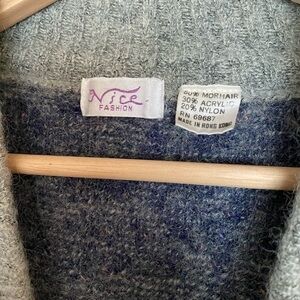 Nice
FASHION
50% MORHAIR
30% ACRYLIC
20% NYLON
RN 69687
MADE IN HONG KONG